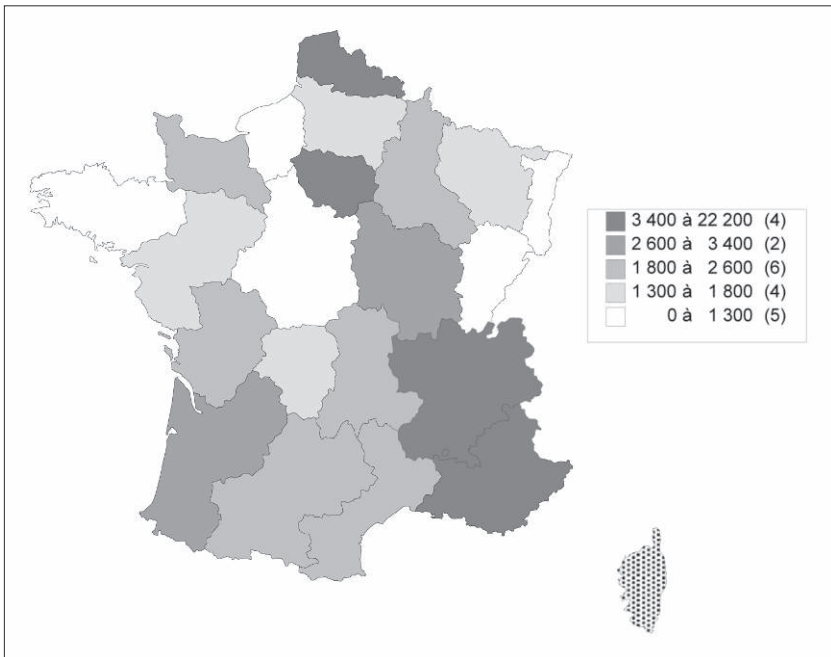 3 400 à 22 200 (4)
2 600 à 3 400 (2)
1 800 à 2 600 (6)
1 300 à 1 800 (4)
0 à 1 300 (5)